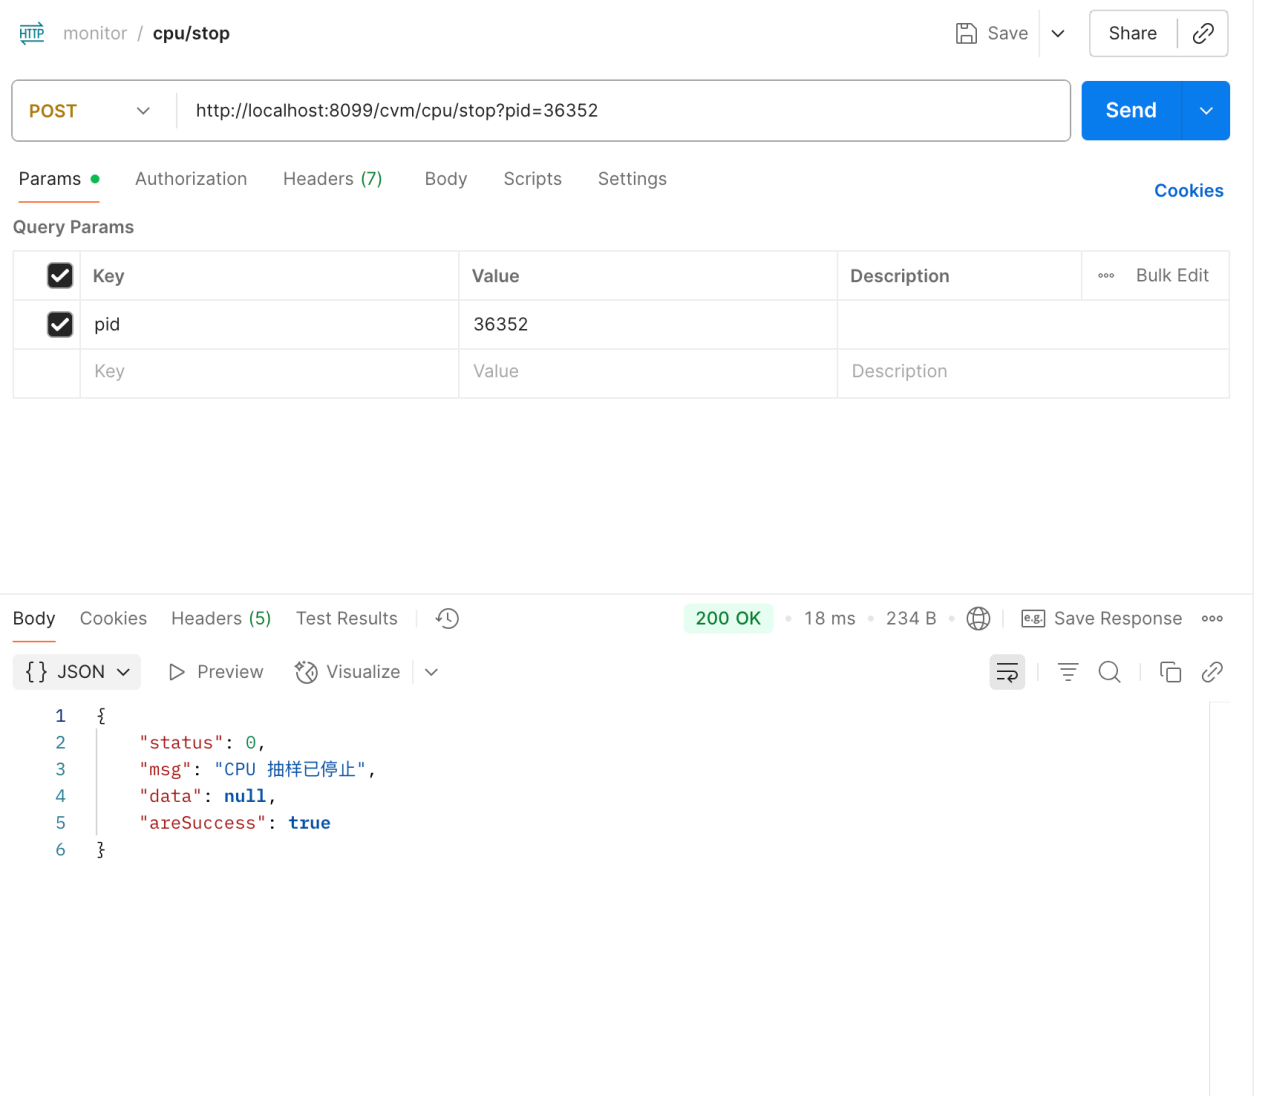 HTTP monitor / cpu/stop Save Share
POST http://localhost:8099/cvm/cpu/stop?pid=36352 Send
Params Authorization Headers (7) Body Scripts Settings Cookies
Query Params
Key Value Description Bulk Edit
pid 36352
Key Value Description
Body Cookies Headers (5) Test Results 200 OK • 18 ms • 234 B • e.g. Save Response
{} JSON Preview Visualize
1 {
2 "status": 0,
3 "msg": "CPU 抽样已停止",
4 "data": null,
5 "areSuccess": true
6 }